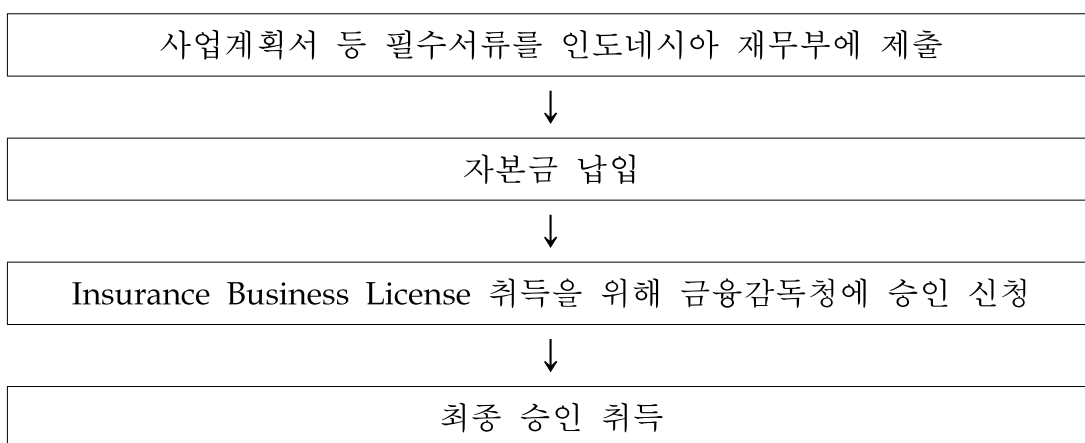 사업계획서 등 필수서류를 인도네시아 재무부에 제출
↓
자본금 납입
↓
Insurance Business License 취득을 위해 금융감독청에 승인 신청
↓
최종 승인 취득